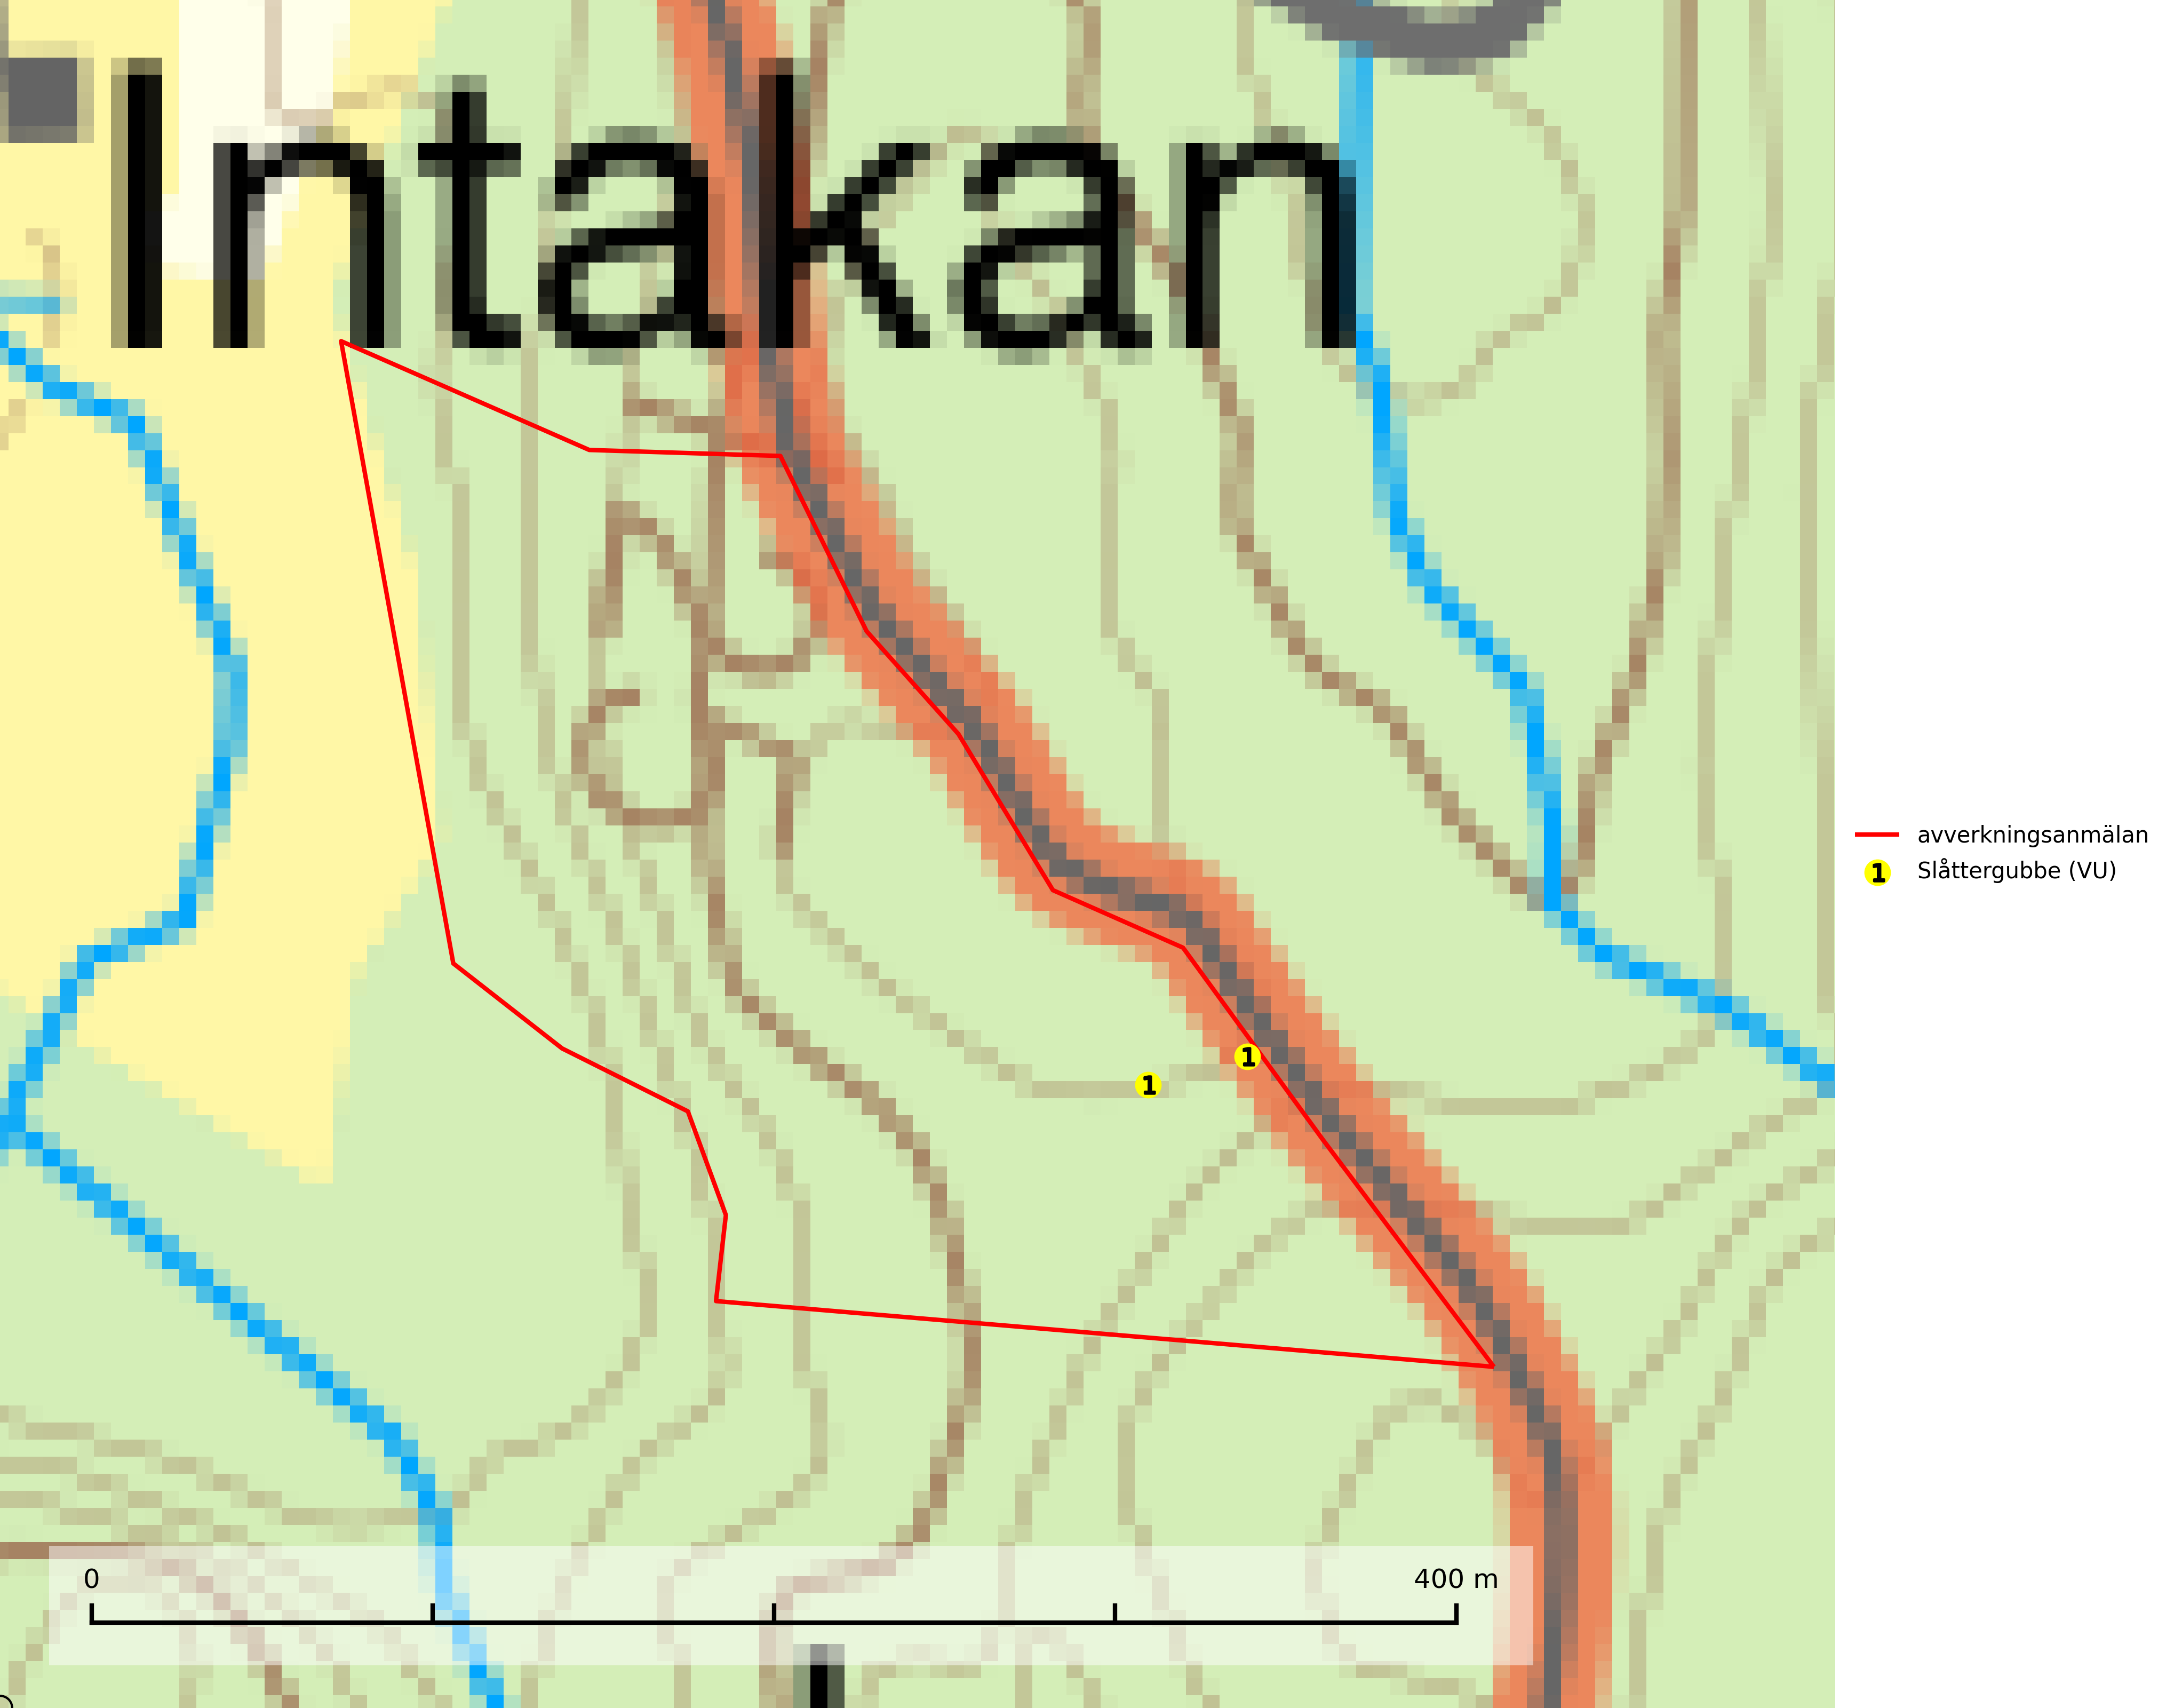 Intakan
avverkningsanmälan
1 Slåttergubbe (VU)
1
1
0 400 m